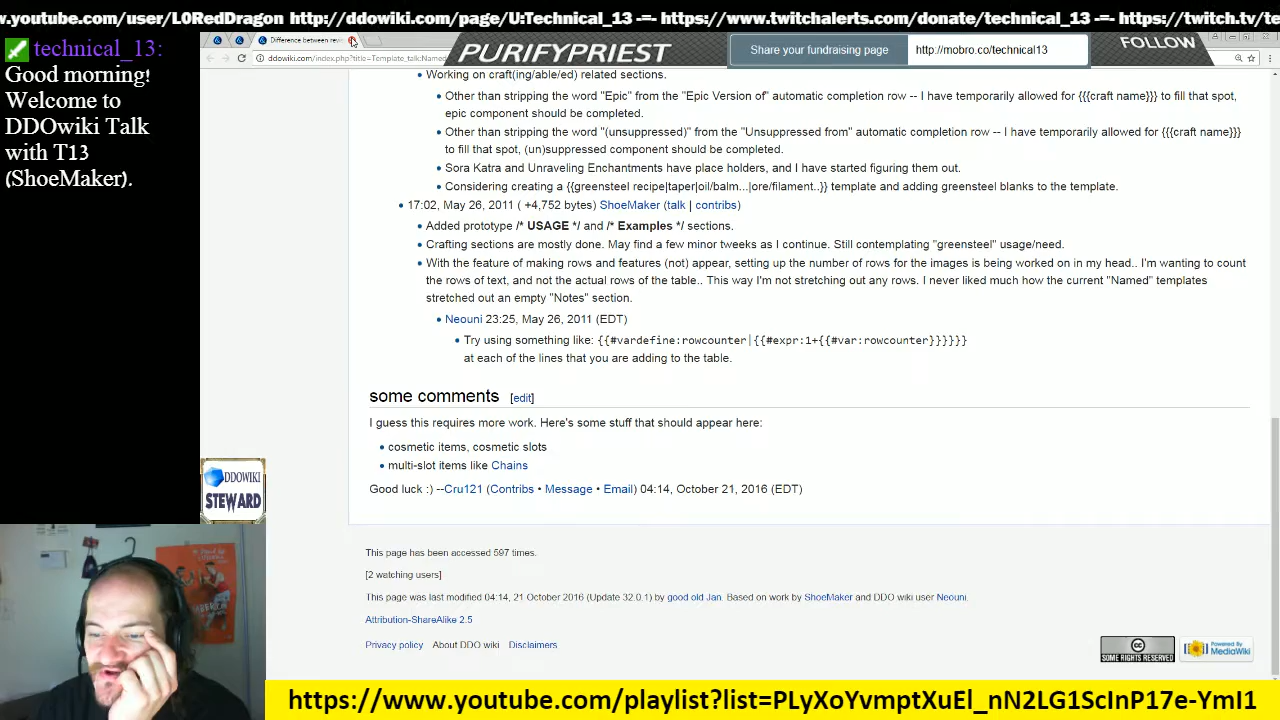 youtube.com/user/L0RedDragon http://ddowiki.com/page/U:Technical_13 -=- https://www.twitchalerts.com/donate/technical_13 -=- https://twitch.tv/te
technical_13:
Good morning!
Welcome to
DDOwiki Talk
with T13
(ShoeMaker).
Difference between rev
ddowiki.com/index.php?title=Template_talk:Named
PURIFYPRIEST
Share your fundraising page
http://mobro.co/technical13
FOLLOW
Working on craft(ing/able/ed) related sections.
Other than stripping the word "Epic" from the "Epic Version of" automatic completion row -- I have temporarily allowed for {{{craft name}}} to fill that spot,
epic component should be completed.
Other than stripping the word "(unsuppressed)" from the "Unsuppressed from" automatic completion row -- I have temporarily allowed for {{{craft name}}}
to fill that spot, (un)suppressed component should be completed.
Sora Katra and Unraveling Enchantments have place holders, and I have started figuring them out.
Considering creating a {{greensteel recipe|taper|oil/balm...|ore/filament..}} template and adding greensteel blanks to the template.
17:02, May 26, 2011 ( +4,752 bytes) ShoeMaker (talk | contribs)
Added prototype /* USAGE */ and /* Examples */ sections.
Crafting sections are mostly done. May find a few minor tweeks as I continue. Still contemplating "greensteel" usage/need.
With the feature of making rows and features (not) appear, setting up the number of rows for the images is being worked on in my head.. I'm wanting to count
the rows of text, and not the actual rows of the table.. This way I'm not stretching out any rows. I never liked much how the current "Named" templates
stretched out an empty "Notes" section.
Neouni 23:25, May 26, 2011 (EDT)
Try using something like: {{#vardefine:rowcounter|{{#expr:1+{{#var:rowcounter}}}}}}
at each of the lines that you are adding to the table.
some comments [edit]
I guess this requires more work. Here's some stuff that should appear here:
cosmetic items, cosmetic slots
multi-slot items like Chains
Good luck :) --Cru121 (Contribs • Message • Email) 04:14, October 21, 2016 (EDT)
DDOWIKI
STEWARD
This page has been accessed 597 times.
[2 watching users]
This page was last modified 04:14, 21 October 2016 (Update 32.0.1) by good old Jan. Based on work by ShoeMaker and DDO wiki user Neouni.
Attribution-ShareAlike 2.5
Privacy policy About DDO wiki Disclaimers
cc
SOME RIGHTS RESERVED
Powered By
MediaWiki
https://www.youtube.com/playlist?list=PLyXoYvmptXuEl_nN2LG1ScInP17e-YmI1